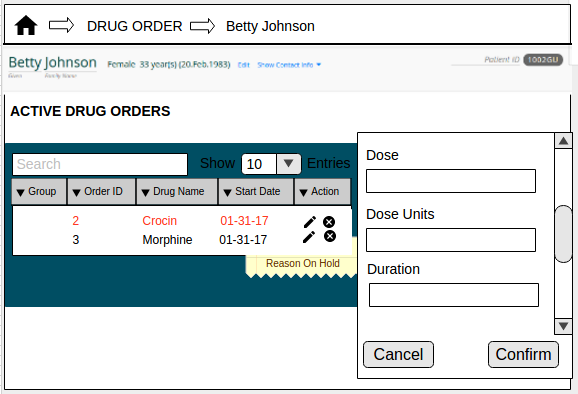 DRUG ORDER Betty Johnson
Betty Johnson Female 33 year(s) (20.Feb.1983) Edit Show Contact Info Patient ID 1002GU
Given Family Name
ACTIVE DRUG ORDERS
Search Show 10 Entries
Group Order ID Drug Name Start Date Action
2 Crocin 01-31-17
3 Morphine 01-31-17
Reason On Hold
Dose
Dose Units
Duration
Cancel Confirm